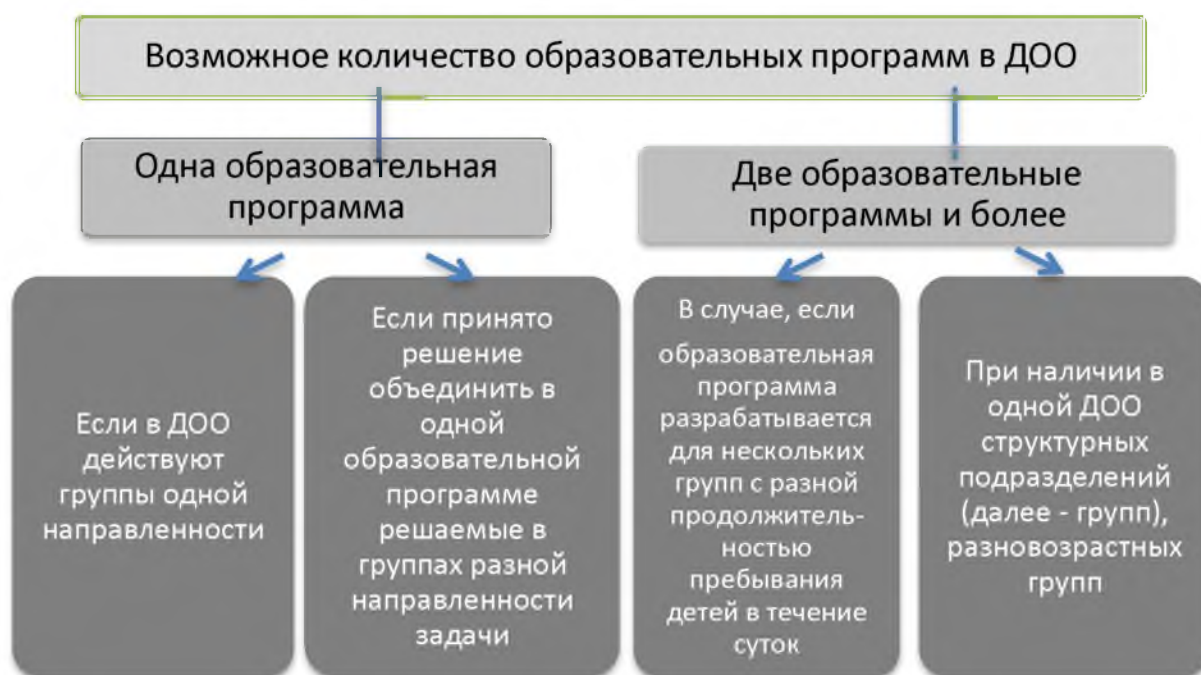 Возможное количество образовательных программ в ДОО
Одна образовательная
программа
Две образовательные
программы и более
Если в ДОО
действуют
группы одной
направленности
Если принято
решение
объединить в
одной
образовательной
программе
решаемые в
группах разной
направленности
задачи
В случае, если
образовательная
программа
разрабатывается
для нескольких
групп с разной
продолжитель-
ностью
пребывания
детей в течение
суток
При наличии в
одной ДОО
структурных
подразделений
(далее - групп),
разновозрастных
групп